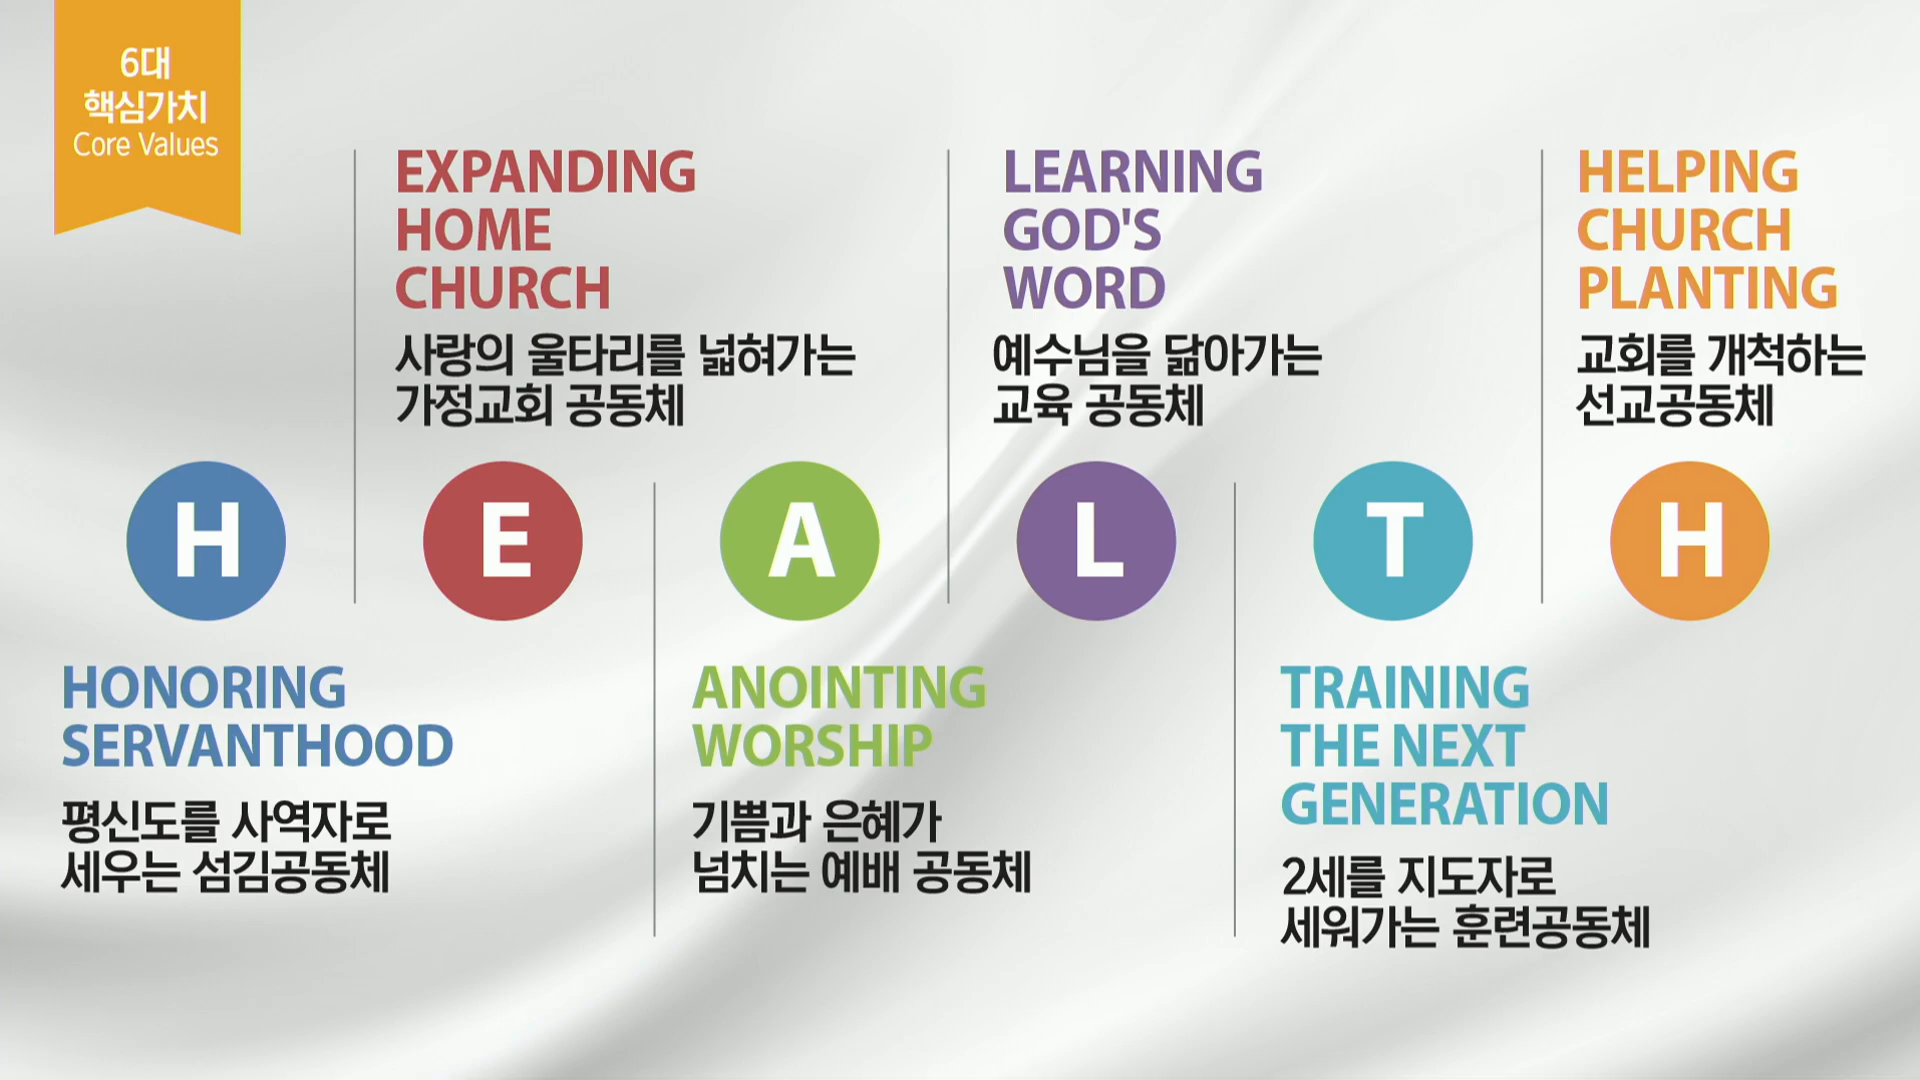 6대
핵심가치
Core Values
EXPANDING
HOME
CHURCH
사랑의 울타리를 넓혀가는
가정교회 공동체
LEARNING
GOD'S
WORD
예수님을 닮아가는
교육 공동체
HELPING
CHURCH
PLANTING
교회를 개척하는
선교공동체
H E A L T H
HONORING
SERVANTHOOD
평신도를 사역자로
세우는 섬김공동체
ANOINTING
WORSHIP
기쁨과 은혜가
넘치는 예배 공동체
TRAINING
THE NEXT
GENERATION
2세를 지도자로
세워가는 훈련공동체